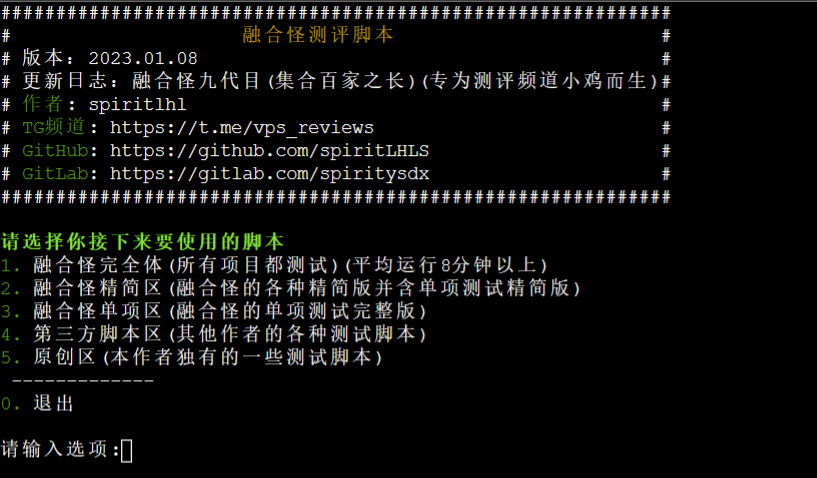 #############################################################
# 融合怪测评脚本 #
# 版本：2023.01.08 #
# 更新日志：融合怪九代目(集合百家之长)(专为测评频道小鸡而生)#
# 作者: spiritlhl #
# TG频道: https://t.me/vps_reviews #
# GitHub: https://github.com/spiritLHLS #
# GitLab: https://gitlab.com/spiritysdx #
#############################################################
请选择你接下来要使用的脚本
1. 融合怪完全体(所有项目都测试)(平均运行8分钟以上)
2. 融合怪精简区(融合怪的各种精简版并含单项测试精简版)
3. 融合怪单项区(融合怪的单项测试完整版)
4. 第三方脚本区(其他作者的各种测试脚本)
5. 原创区(本作者独有的一些测试脚本)
-------------
0. 退出
请输入选项: